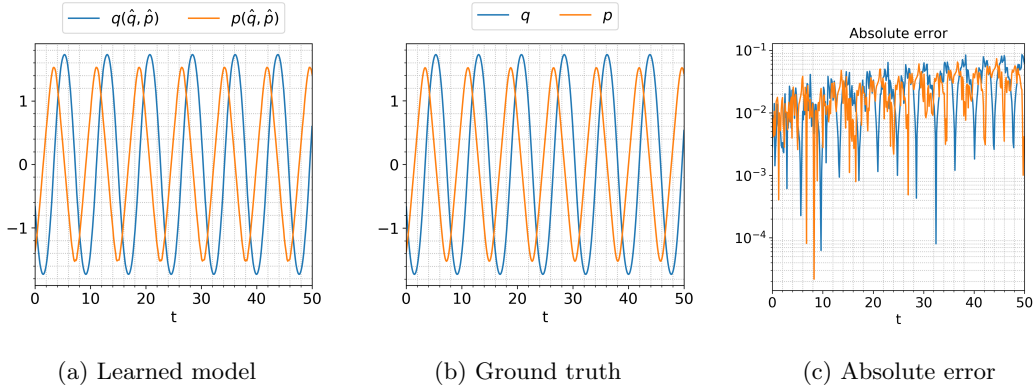 q(q̂, p̂) p(q̂, p̂)
1
0
−1
0 10 20 30 40 50
t
(a) Learned model
q p
1
0
−1
0 10 20 30 40 50
t
(b) Ground truth
Absolute error
10⁻¹
10⁻²
10⁻³
10⁻⁴
0 10 20 30 40 50
t
(c) Absolute error